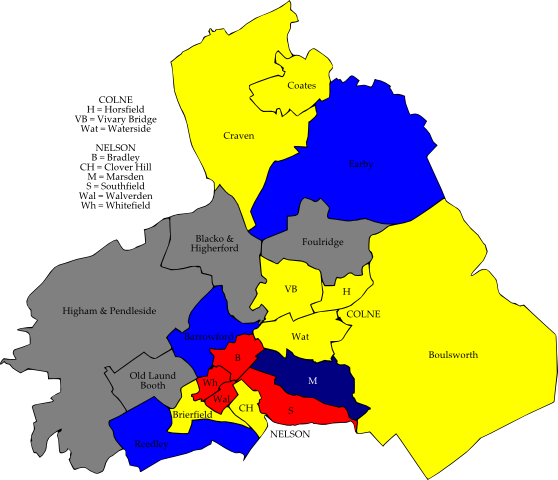 Coates
COLNE
H = Horsfield
VB = Vivary Bridge
Wat = Waterside
Craven
NELSON
B = Bradley
CH = Clover Hill
M = Marsden
S = Southfield
Wal = Walverden
Wh = Whitefield
Earby
Blacko &
Higherford
Foulridge
VB
H
Higham & Pendleside
COLNE
Barrowford
Wat
Boulsworth
B
Old Laund
Booth
Wh
M
Wal
Brierfield
CH
S
NELSON
Reedley